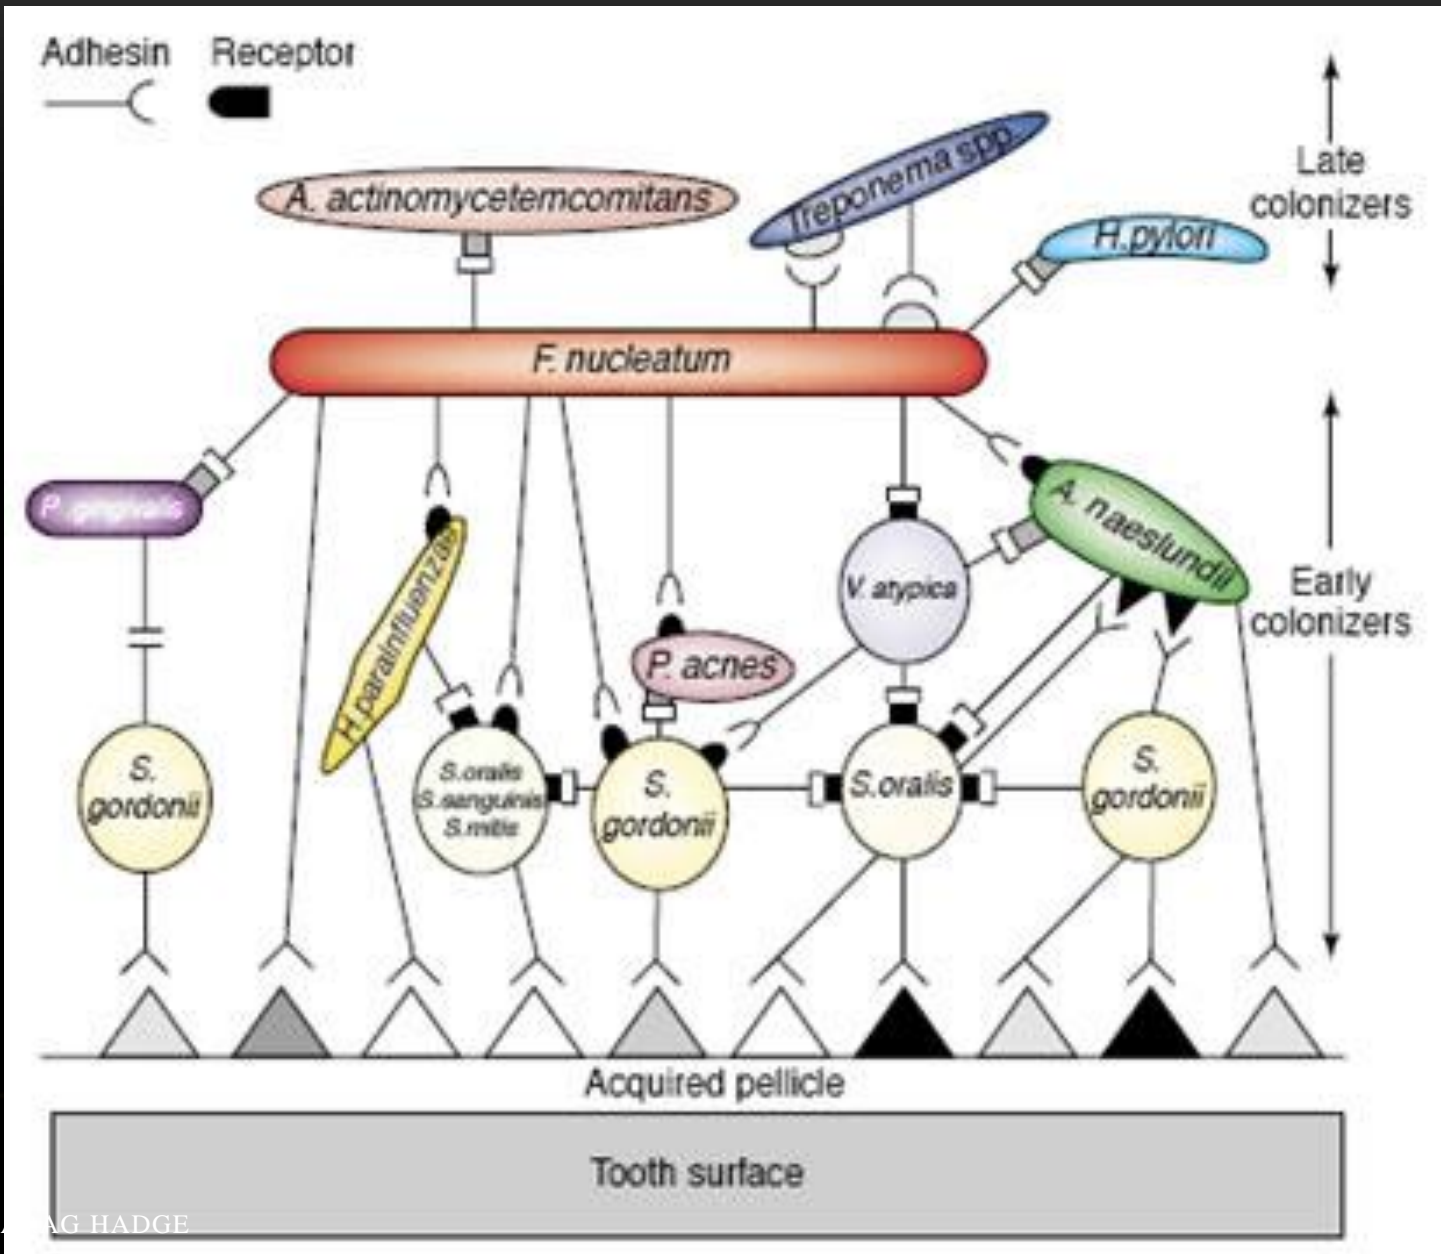 Adhesin
Receptor
A. actinomycetemcomitans
Treponema spp.
H.pylori
Late
colonizers
F. nucleatum
P. gingivalis
H.parainfluenzae
A. naeslundii
V. atypica
Early
colonizers
P. acnes
S.
gordonii
S.oralis
S.sanguinis
S.mitis
S.
gordonii
S.oralis
S.
gordonii
Acquired pellicle
Tooth surface
HADGE